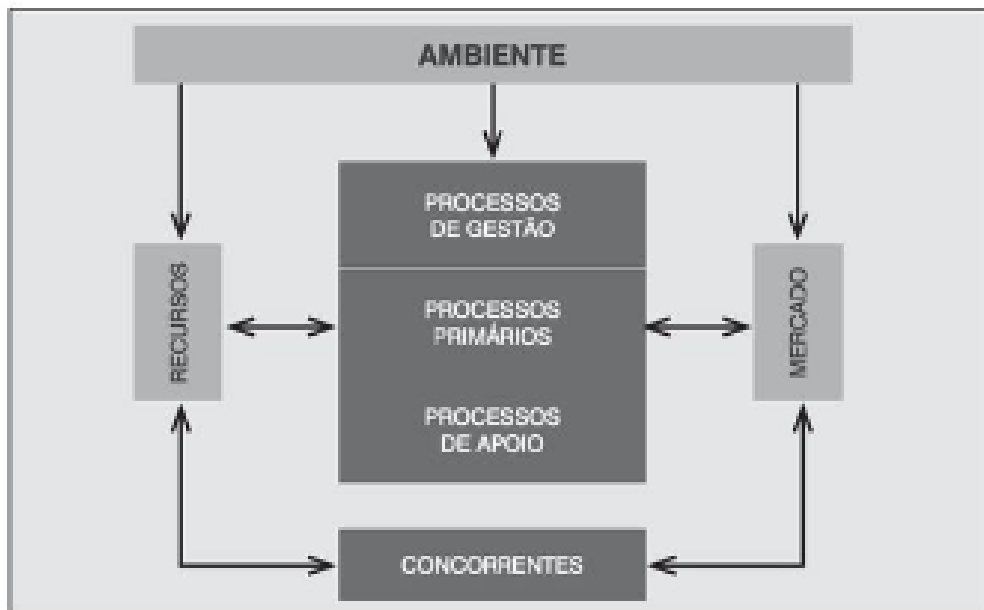 AMBIENTE
PROCESSOS
DE GESTÃO
RECURSOS
PROCESSOS
PRIMÁRIOS
MERCADO
PROCESSOS
DE APOIO
CONCORRENTES